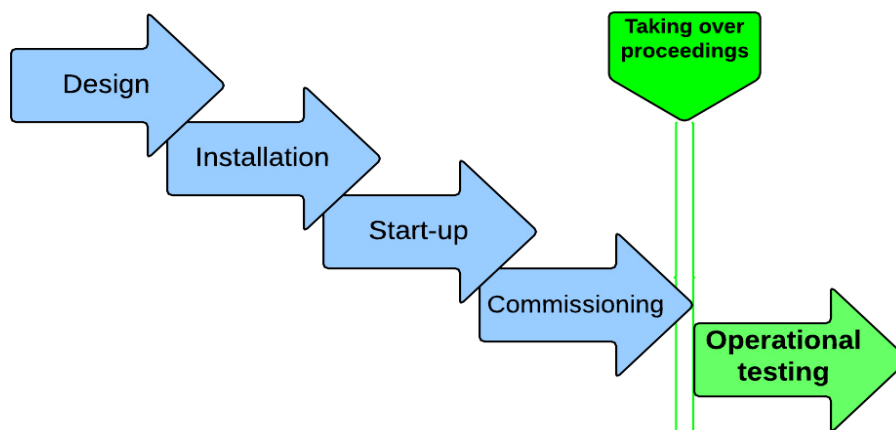 Taking over
proceedings
Design
Installation
Start-up
Commissioning
Operational
testing